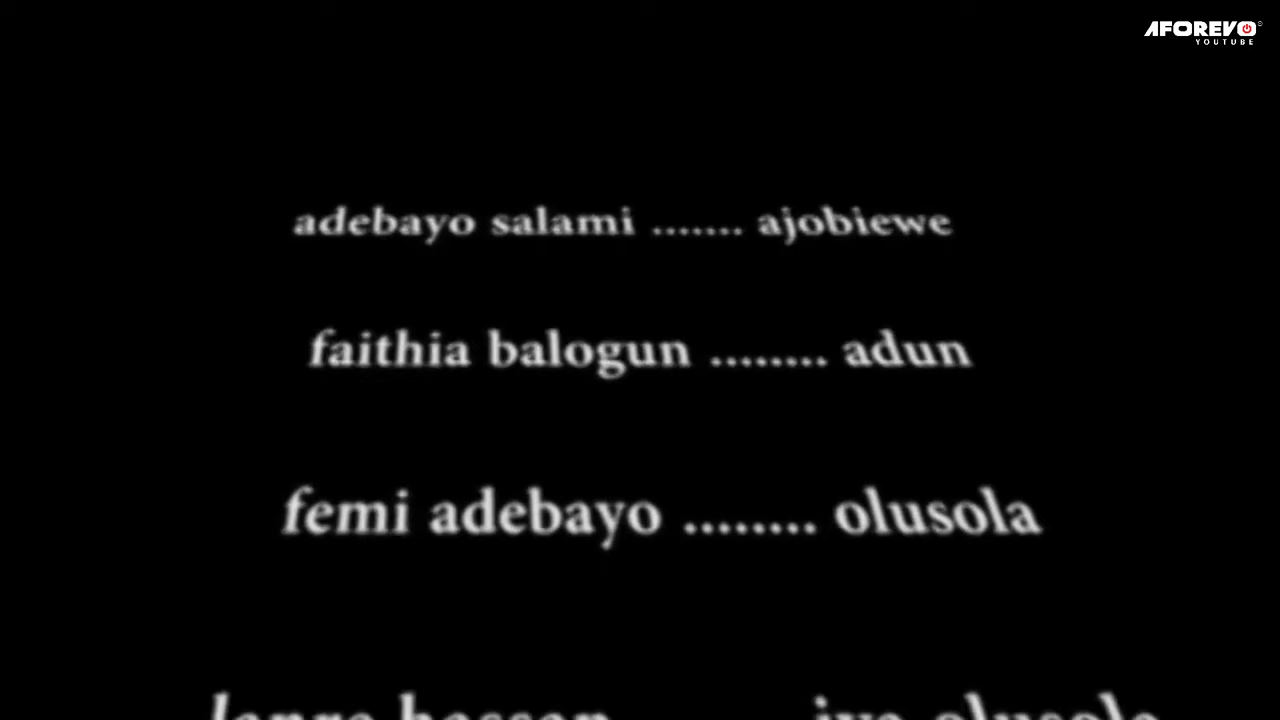 AFOREVO
YOUTUBE
adebayo salami ....... ajobiewe
faithia balogun ........ adun
femi adebayo ........ olusola